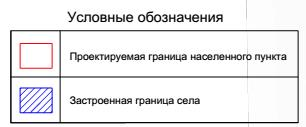 Условные обозначения
Проектируемая граница населенного пункта
Застроенная граница села